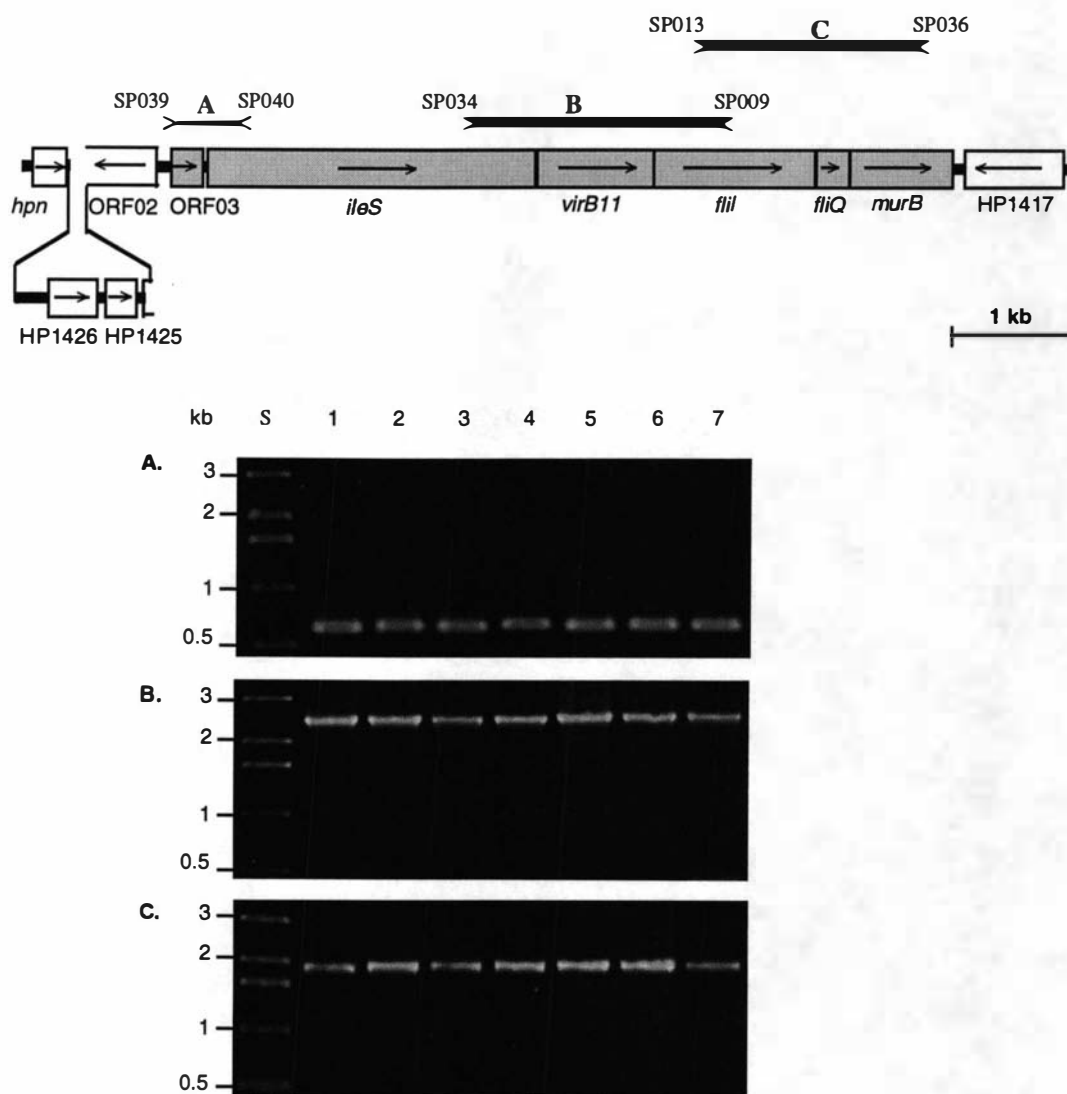 SP013 C SP036
SP039 A SP040 SP034 B SP009
hpn ORF02 ORF03 ileS virB11 fliI fliQ murB HP1417
HP1426 HP1425
1 kb
kb S 1 2 3 4 5 6 7
A.
3
2
1
0.5
B.
3
2
1
0.5
C.
3
2
1
0.5